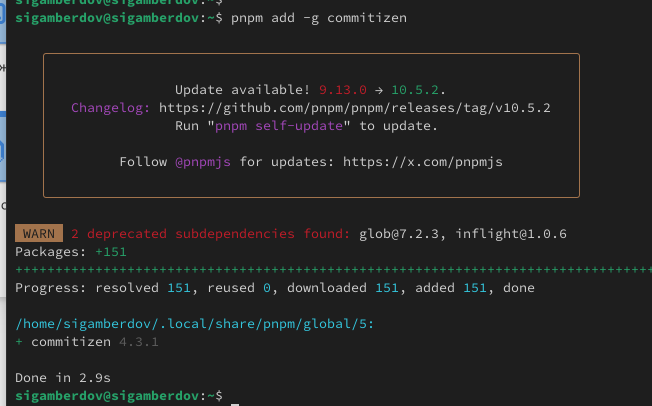 sigamberdov@sigamberdov:~$
sigamberdov@sigamberdov:~$ pnpm add -g commitizen
Update available! 9.13.0 → 10.5.2.
Changelog: https://github.com/pnpm/pnpm/releases/tag/v10.5.2
Run "pnpm self-update" to update.
Follow @pnpmjs for updates: https://x.com/pnpmjs
WARN 2 deprecated subdependencies found: glob@7.2.3, inflight@1.0.6
Packages: +151
++++++++++++++++++++++++++++++++++++++++++++++++++++++++++++++++++++++++++++++++
Progress: resolved 151, reused 0, downloaded 151, added 151, done
/home/sigamberdov/.local/share/pnpm/global/5:
+ commitizen 4.3.1
Done in 2.9s
sigamberdov@sigamberdov:~$